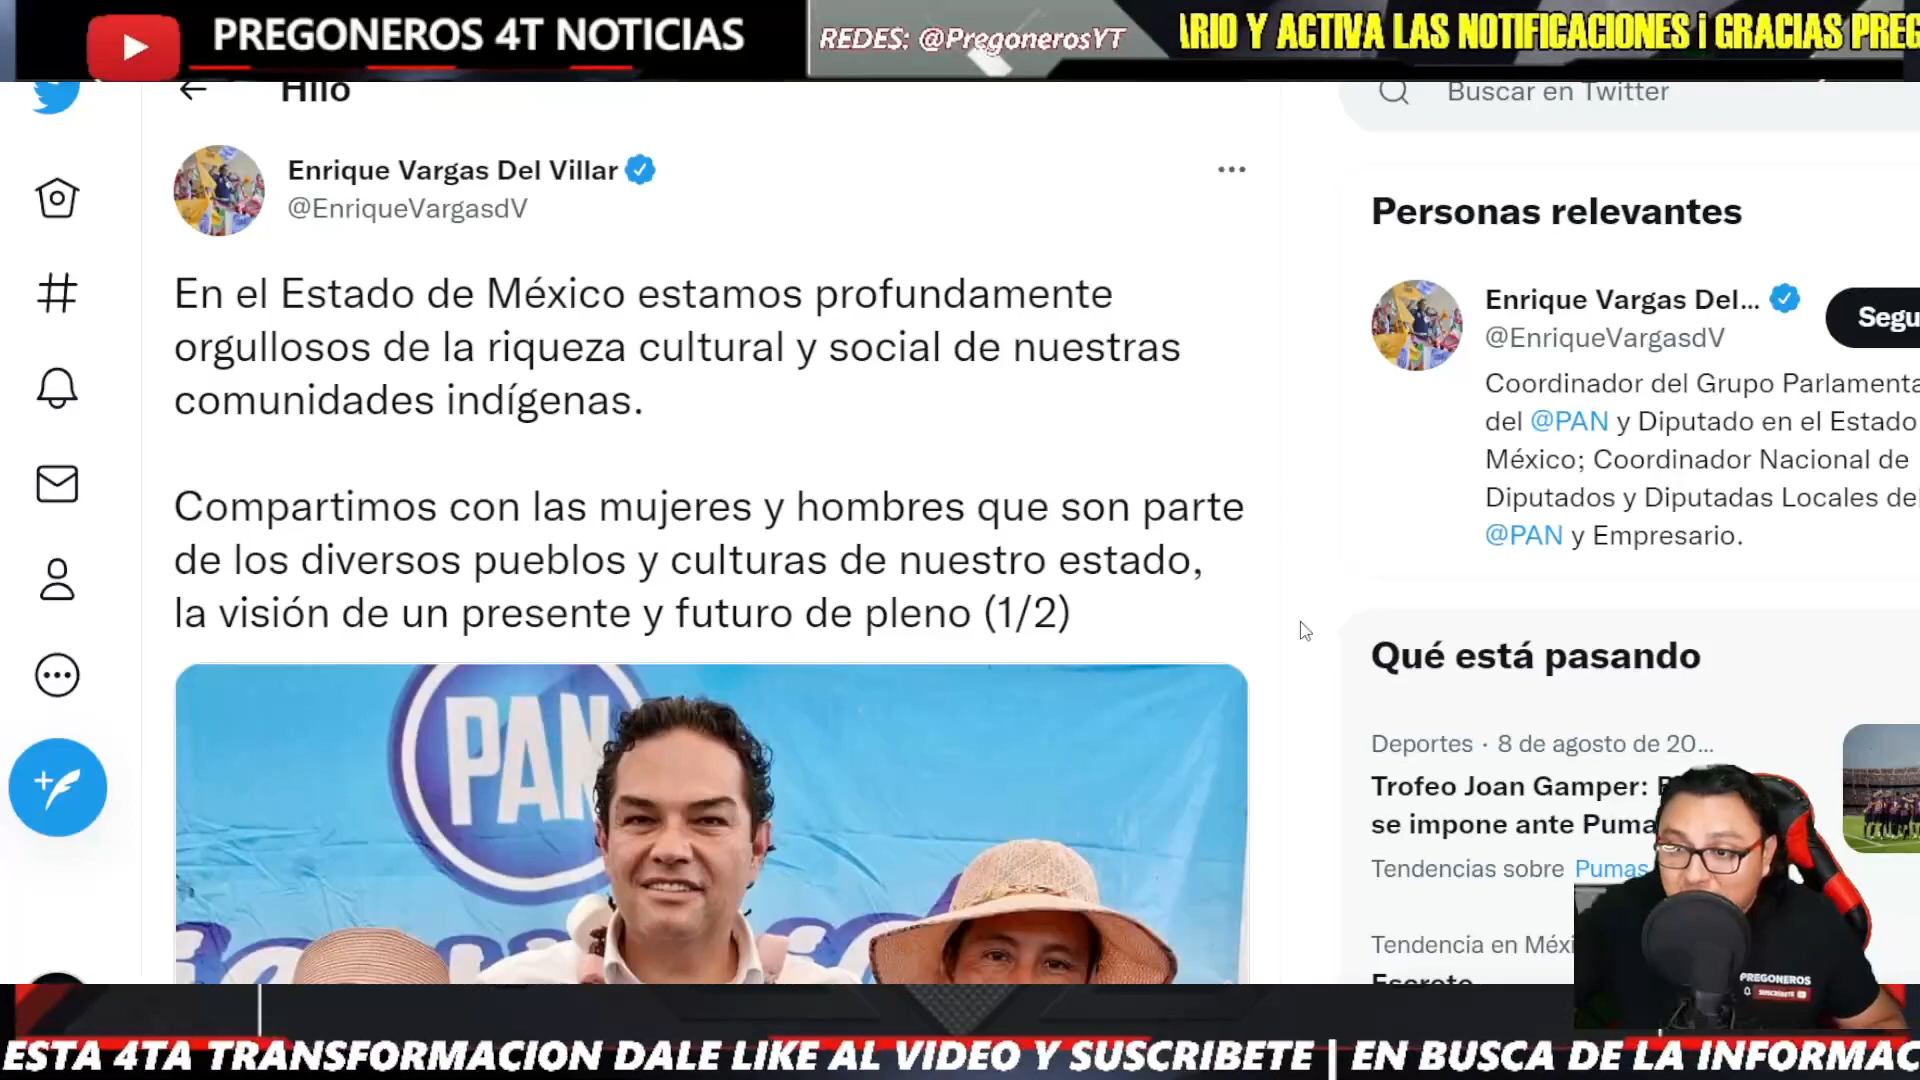 PREGONEROS 4T NOTICIAS
REDES: @PregonerosYT
ARIO Y ACTIVA LAS NOTIFICACIONES ¡ GRACIAS PREG
Hilo
Buscar en Twitter
Enrique Vargas Del Villar
@EnriqueVargasdV
En el Estado de México estamos profundamente
orgullosos de la riqueza cultural y social de nuestras
comunidades indígenas.
Compartimos con las mujeres y hombres que son parte
de los diversos pueblos y culturas de nuestro estado,
la visión de un presente y futuro de pleno (1/2)
PAN
Personas relevantes
Enrique Vargas Del...
@EnriqueVargasdV
Segu
Coordinador del Grupo Parlamenta
del @PAN y Diputado en el Estado
México; Coordinador Nacional de
Diputados y Diputadas Locales del
@PAN y Empresario.
Qué está pasando
Deportes · 8 de agosto de 20...
Trofeo Joan Gamper:
se impone ante Puma
Tendencias sobre Pumas
Tendencia en Méxi
PREGONEROS
SUSCRIBETE
ESTA 4TA TRANSFORMACION DALE LIKE AL VIDEO Y SUSCRIBETE | EN BUSCA DE LA INFORMAC